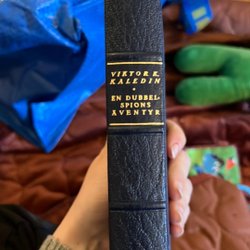 VIKTOR K.
KALEDIN
EN DUBBEL-
SPIONS
ÄVENTYR